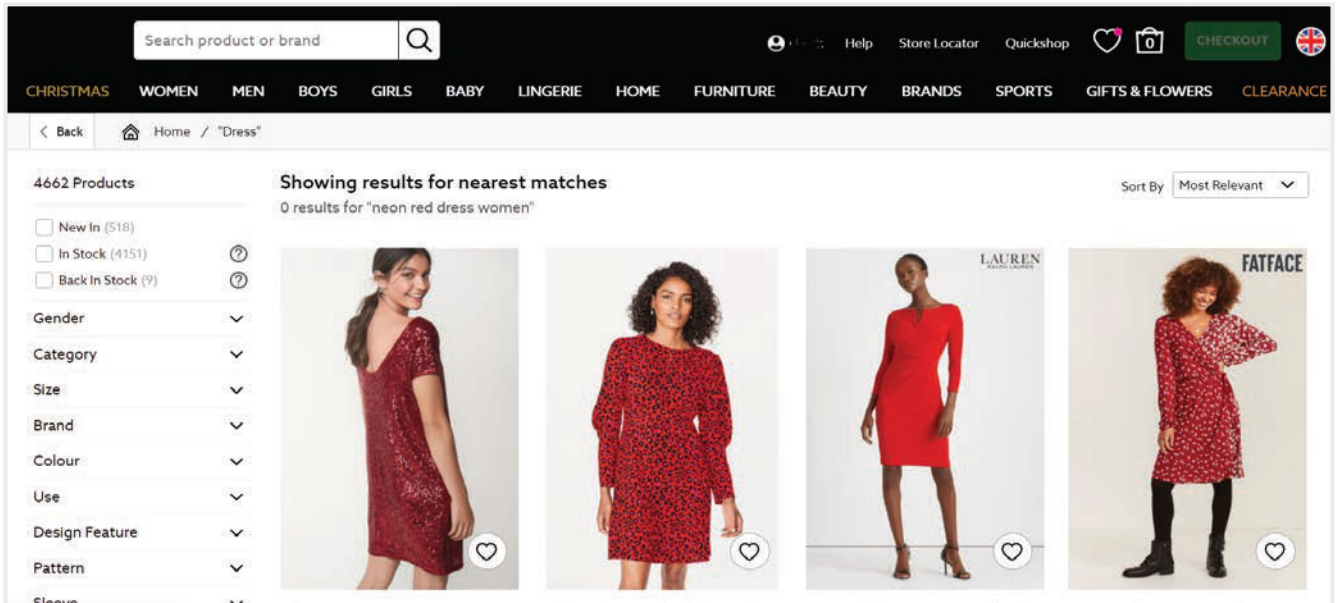 Search product or brand
Help
Store Locator
Quickshop
0
CHECKOUT
CHRISTMAS
WOMEN
MEN
BOYS
GIRLS
BABY
LINGERIE
HOME
FURNITURE
BEAUTY
BRANDS
SPORTS
GIFTS & FLOWERS
CLEARANCE
< Back
Home / "Dress"
4662 Products
New In (518)
In Stock (4151) ?
Back In Stock (9) ?
Gender
Category
Size
Brand
Colour
Use
Design Feature
Pattern
Sleeve
Showing results for nearest matches
0 results for "neon red dress women"
Sort By Most Relevant
LAUREN
RALPH LAUREN
FATFACE